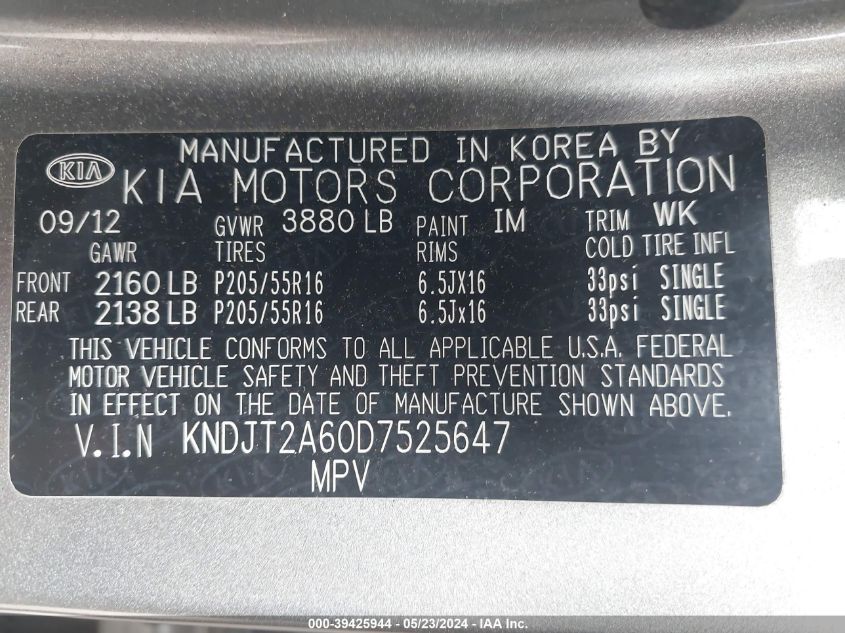 MANUFACTURED IN KOREA BY
KIA KIA MOTORS CORPORATION
09/12 GVWR 3880 LB PAINT IM TRIM WK
GAWR TIRES RIMS COLD TIRE INFL
FRONT 2160 LB P205/55R16 6.5JX16 33psi SINGLE
REAR 2138 LB P205/55R16 6.5Jx16 33psi SINGLE
THIS VEHICLE CONFORMS TO ALL APPLICABLE U.S.A. FEDERAL
MOTOR VEHICLE SAFETY AND THEFT PREVENTION STANDARDS
IN EFFECT ON THE DATE OF MANUFACTURE SHOWN ABOVE.
V.I.N KNDJT2A60D7525647
MPV
000-39425944 - 05/23/2024 - IAA Inc.